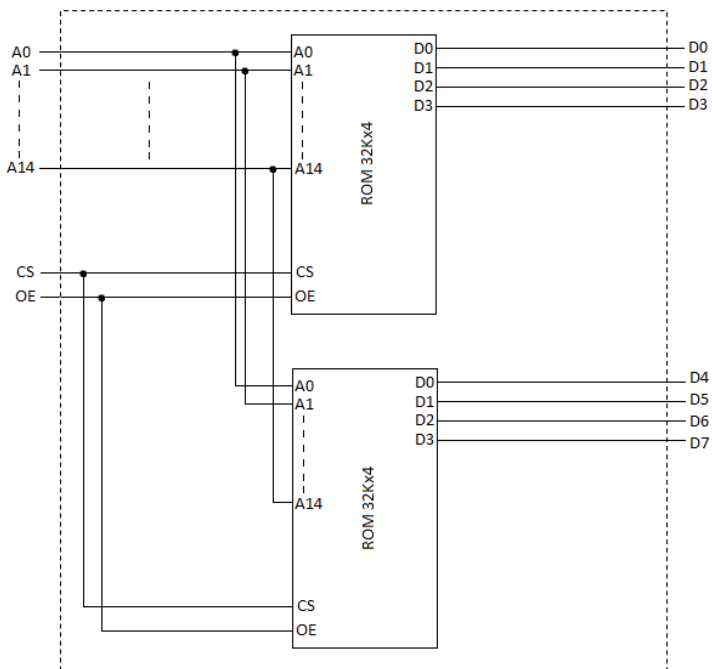 A0 A0 D0 D0
A1 A1 D1 D1
D2 D2
D3 D3
ROM 32Kx4
A14 A14
CS CS
OE OE
A0 D0 D4
A1 D1 D5
D2 D6
D3 D7
ROM 32Kx4
A14
CS
OE